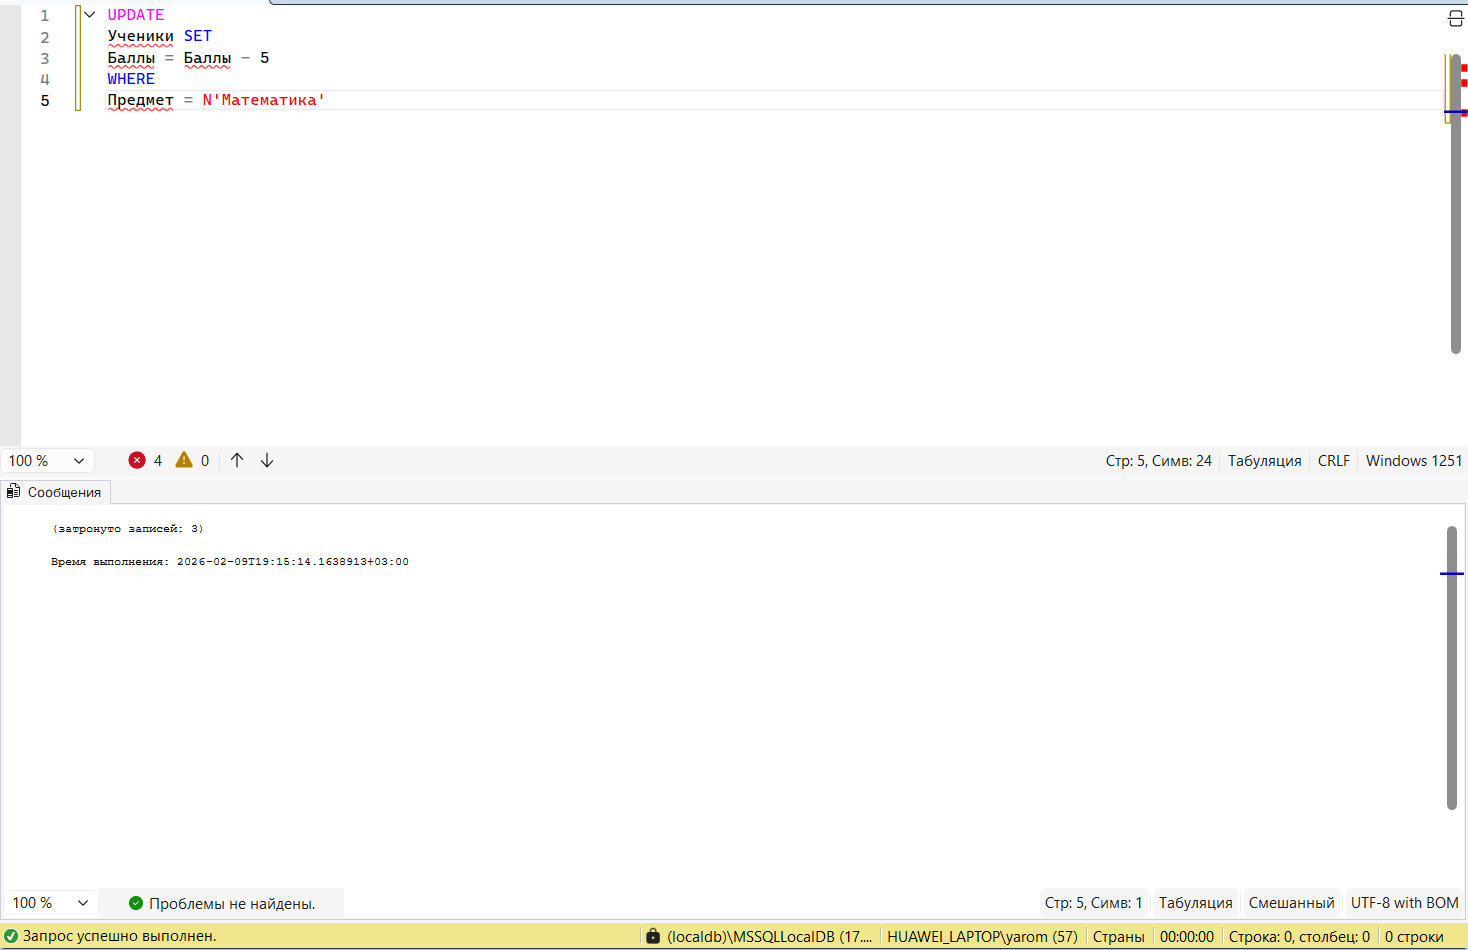 1 UPDATE
2 Ученики SET
3 Баллы = Баллы - 5
4 WHERE
5 Предмет = N'Математика'
100 % 4 0 Стр: 5, Симв: 24 Табуляция CRLF Windows 1251
Сообщения
(затронуто записей: 3)
Время выполнения: 2026-02-09T19:15:14.1638913+03:00
100 % Проблемы не найдены. Стр: 5, Симв: 1 Табуляция Смешанный UTF-8 with BOM
Запрос успешно выполнен. (localdb)\MSSQLLocalDB (17.... HUAWEI_LAPTOP\yarom (57) Страны 00:00:00 Строка: 0, столбец: 0 0 строки